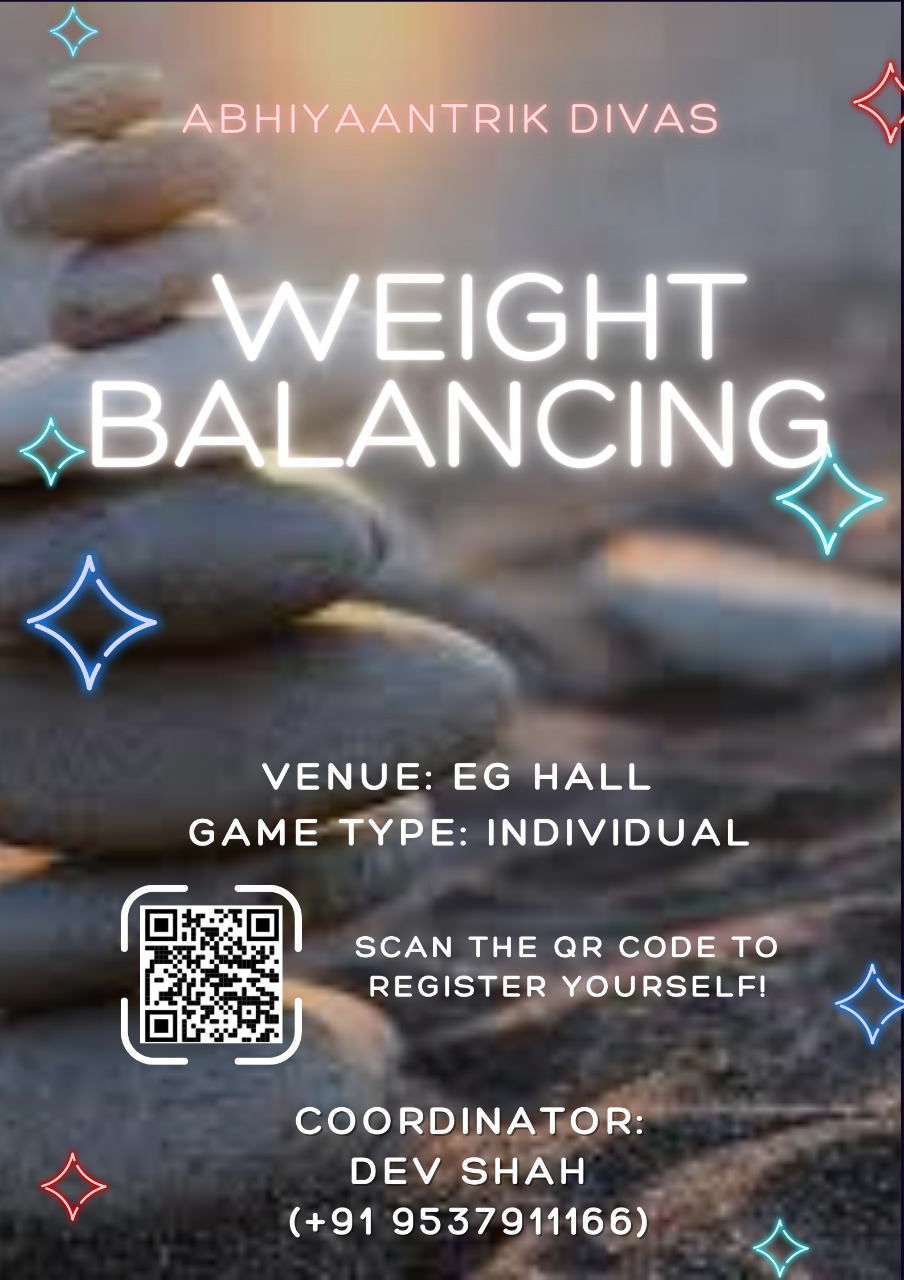 ABHIYAANTRIK DIVAS
WEIGHT
BALANCING
VENUE: EG HALL
GAME TYPE: INDIVIDUAL
SCAN THE QR CODE TO
REGISTER YOURSELF!
COORDINATOR:
DEV SHAH
(+91 9537911166)